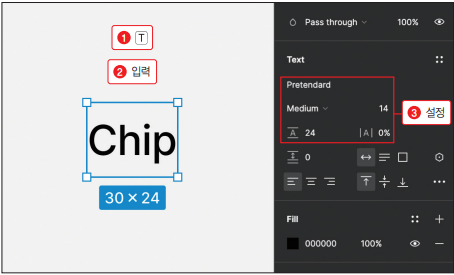 1 T
2 입력
Chip
30 × 24
Pass through 100%
Text
Pretendard
Medium 14
A 24 |A| 0%
3 설정
0
Fill
000000 100%